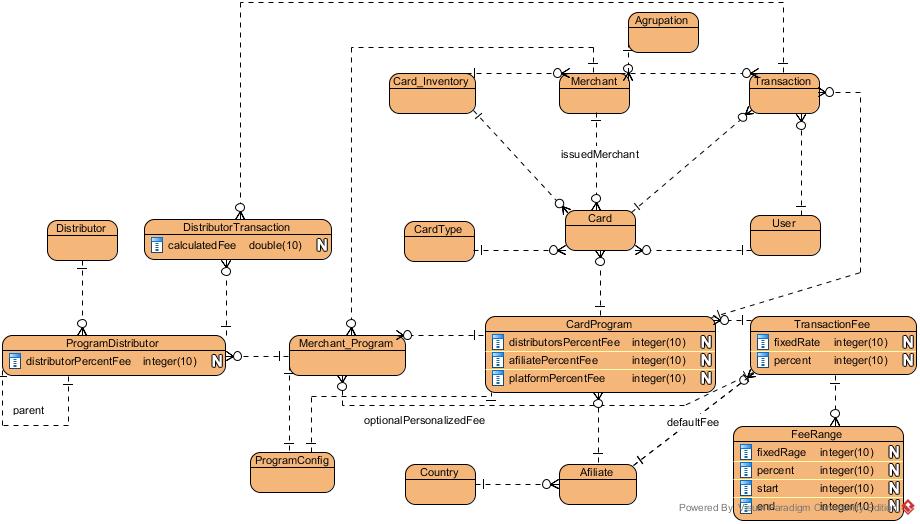 Agrupation
Card_Inventory
Merchant
Transaction
issuedMerchant
Distributor
DistributorTransaction
calculatedFee double(10) N
CardType
Card
User
ProgramDistributor
distributorPercentFee integer(10) N
Merchant_Program
CardProgram
distributorsPercentFee integer(10) N
afiliatePercentFee integer(10) N
platformPercentFee integer(10) N
TransactionFee
fixedRate integer(10) N
percent integer(10) N
parent
optionalPersonalizedFee
defaultFee
ProgramConfig
Country
Afiliate
FeeRange
fixedRage integer(10) N
percent integer(10) N
start integer(10) N
end integer(10) N
Powered By Visual Paradigm Community Edition